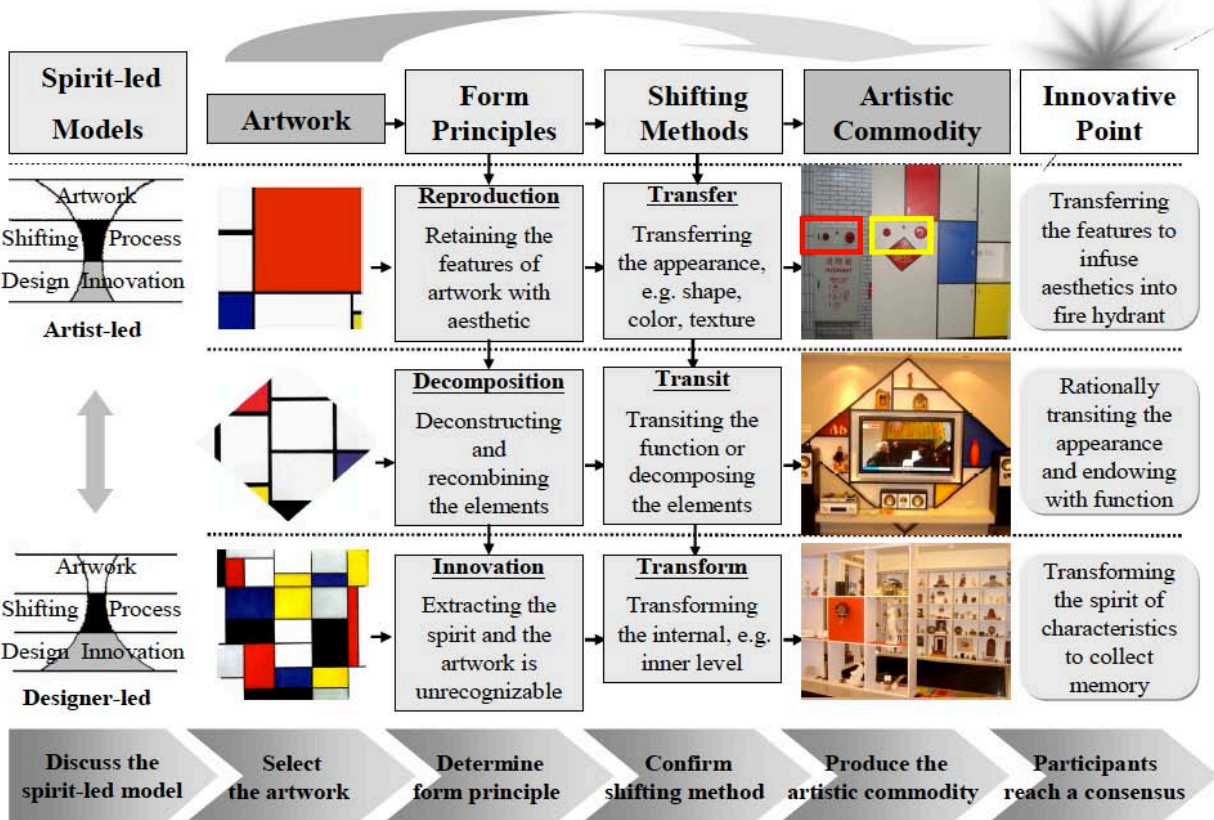 Spirit-led
Models
Artwork
Form
Principles
Shifting
Methods
Artistic
Commodity
Innovative
Point
Artwork
Shifting Process
Design Innovation
Artist-led
Reproduction
Retaining the
features of
artwork with
aesthetic
Transfer
Transferring
the appearance,
e.g. shape,
color, texture
消防栓
HYDRANT
Transferring
the features to
infuse
aesthetics into
fire hydrant
Decomposition
Deconstructing
and
recombining
the elements
Transit
Transiting the
function or
decomposing
the elements
Rationally
transiting the
appearance
and endowing
with function
Artwork
Shifting Process
Design Innovation
Designer-led
Innovation
Extracting the
spirit and the
artwork is
unrecognizable
Transform
Transforming
the internal, e.g.
inner level
Transforming
the spirit of
characteristics
to collect
memory
Discuss the
spirit-led model
Select
the artwork
Determine
form principle
Confirm
shifting method
Produce the
artistic commodity
Participants
reach a consensus